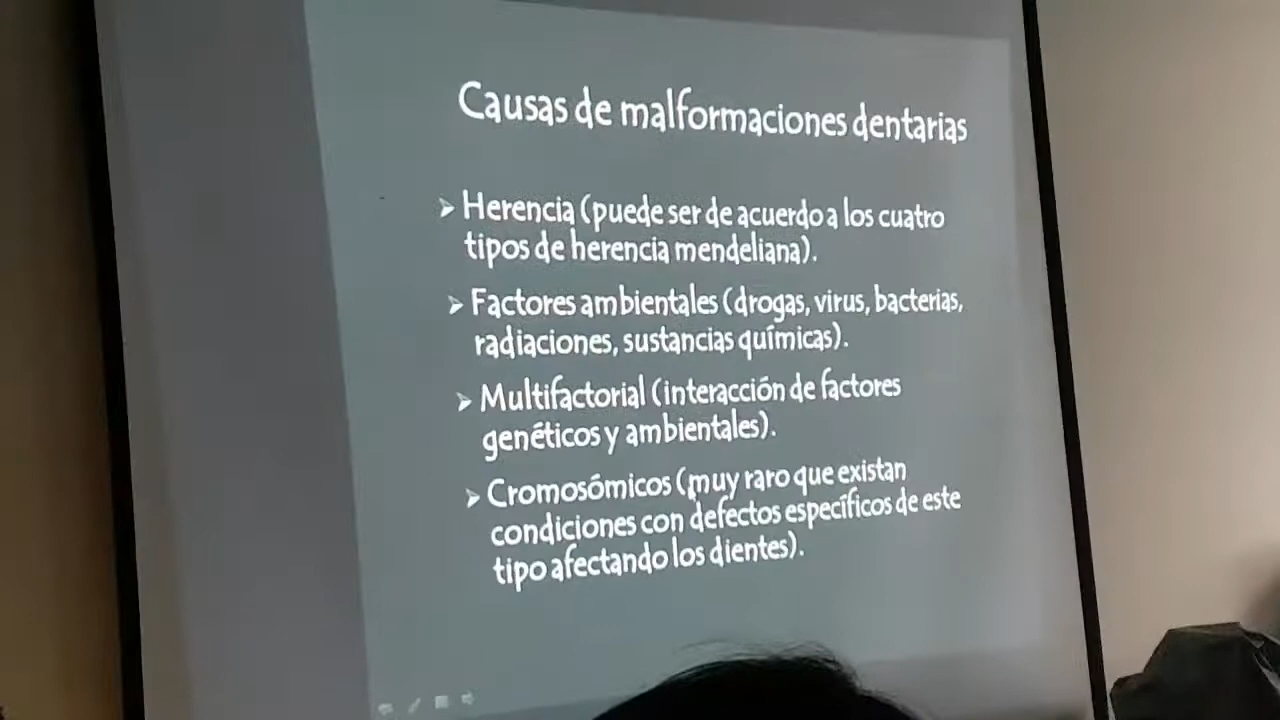 Causas de malformaciones dentarias
➢ Herencia (puede ser de acuerdo a los cuatro
tipos de herencia mendeliana).
➢ Factores ambientales (drogas, virus, bacterias,
radiaciones, sustancias químicas).
➢ Multifactorial (interacción de factores
genéticos y ambientales).
➢ Cromosómicos (muy raro que existan
condiciones con defectos específicos de este
tipo afectando los dientes).